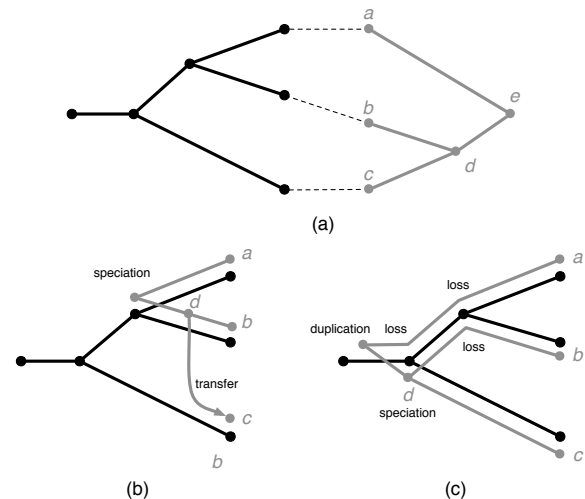 a
e
b
d
c
(a)
a
speciation
d
b
transfer
c
b
(b)
a
loss
duplication
loss
loss
b
d
speciation
c
(c)